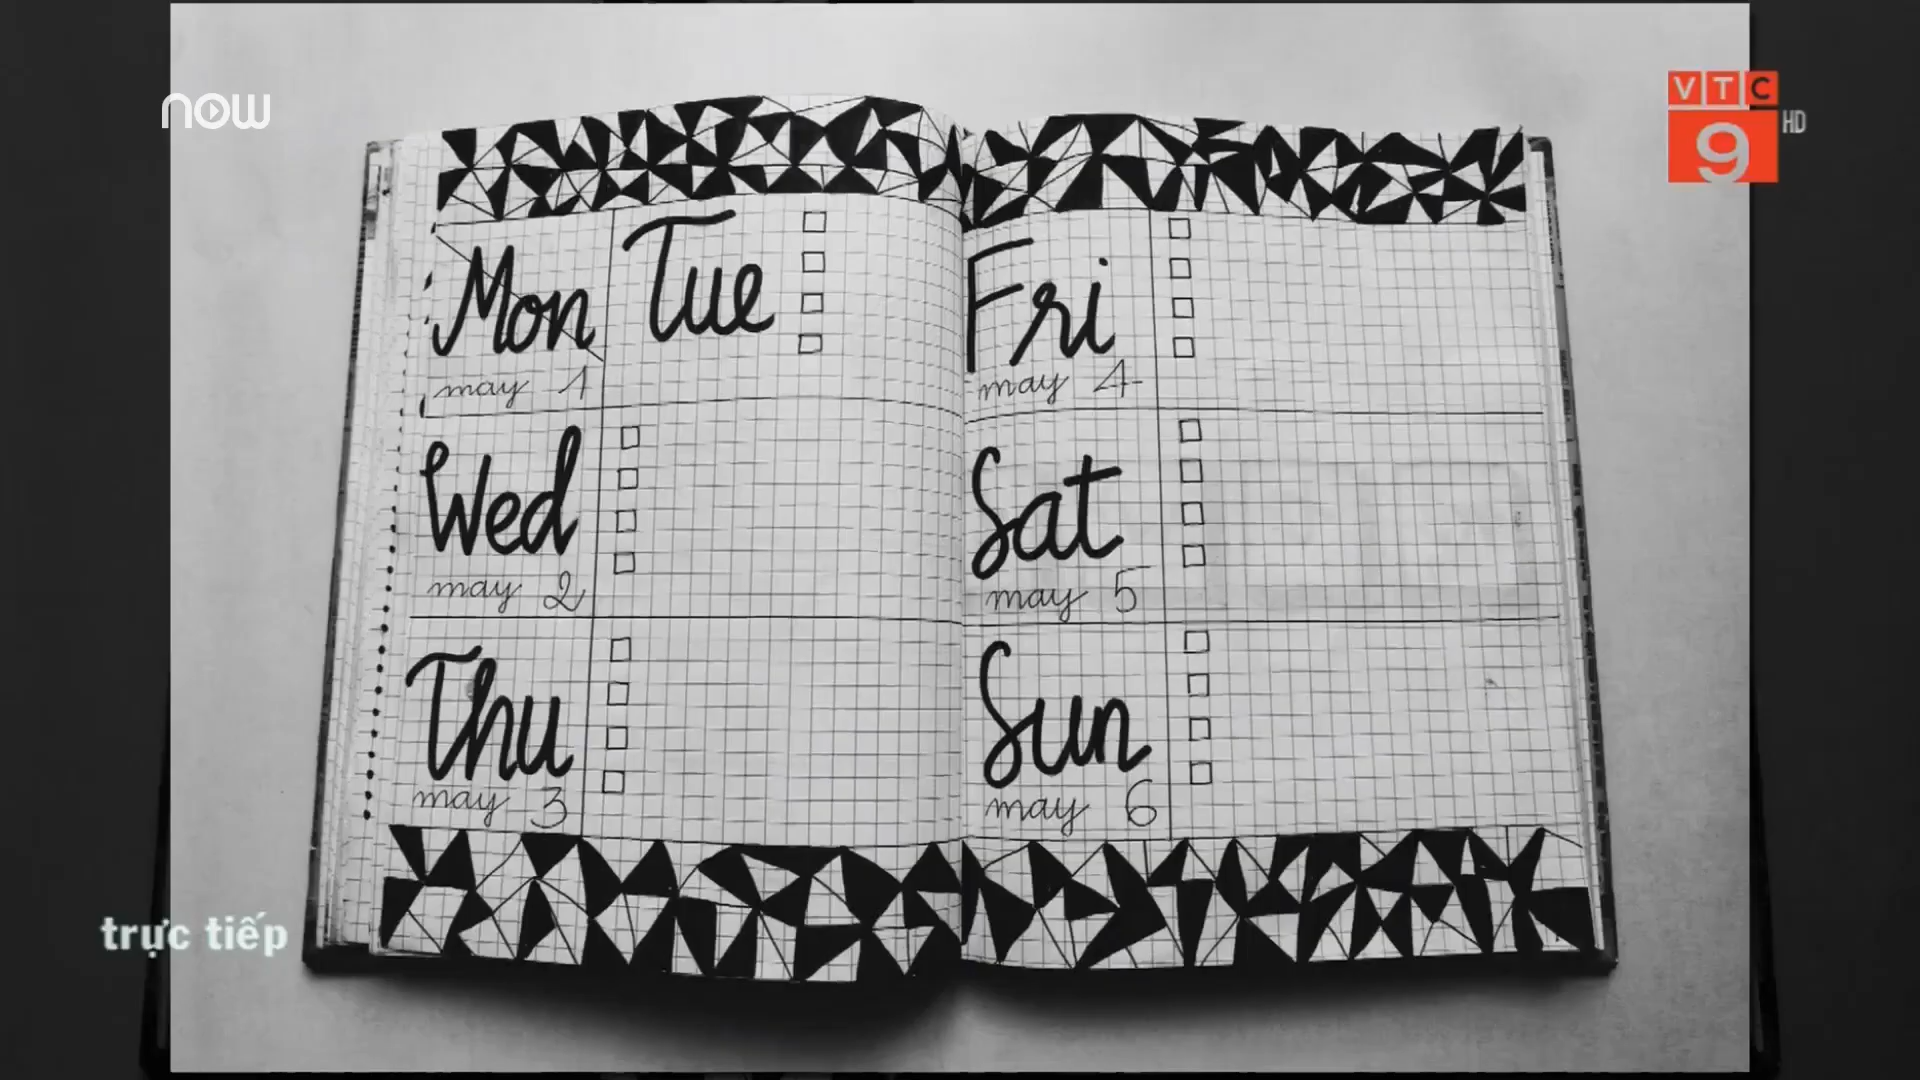 now
VTC
9
HD
Mon
may 1
Tue
Wed
may 2
Thu
may 3
Fri
may 4
Sat
may 5
Sun
may 6
trực tiếp